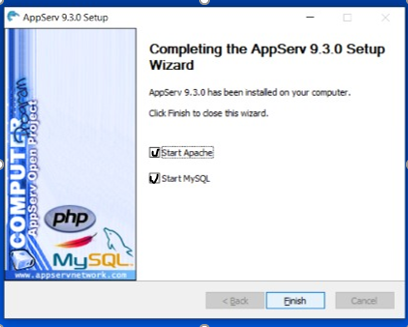 AppServ 9.3.0 Setup
Completing the AppServ 9.3.0 Setup
Wizard
AppServ 9.3.0 has been installed on your computer.
Click Finish to close this wizard.
Start Apache
Start MySQL
COMPUTER
Program
AppServ Open Project
php
MySQL
www.appservnetwork.com
< Back
Finish
Cancel